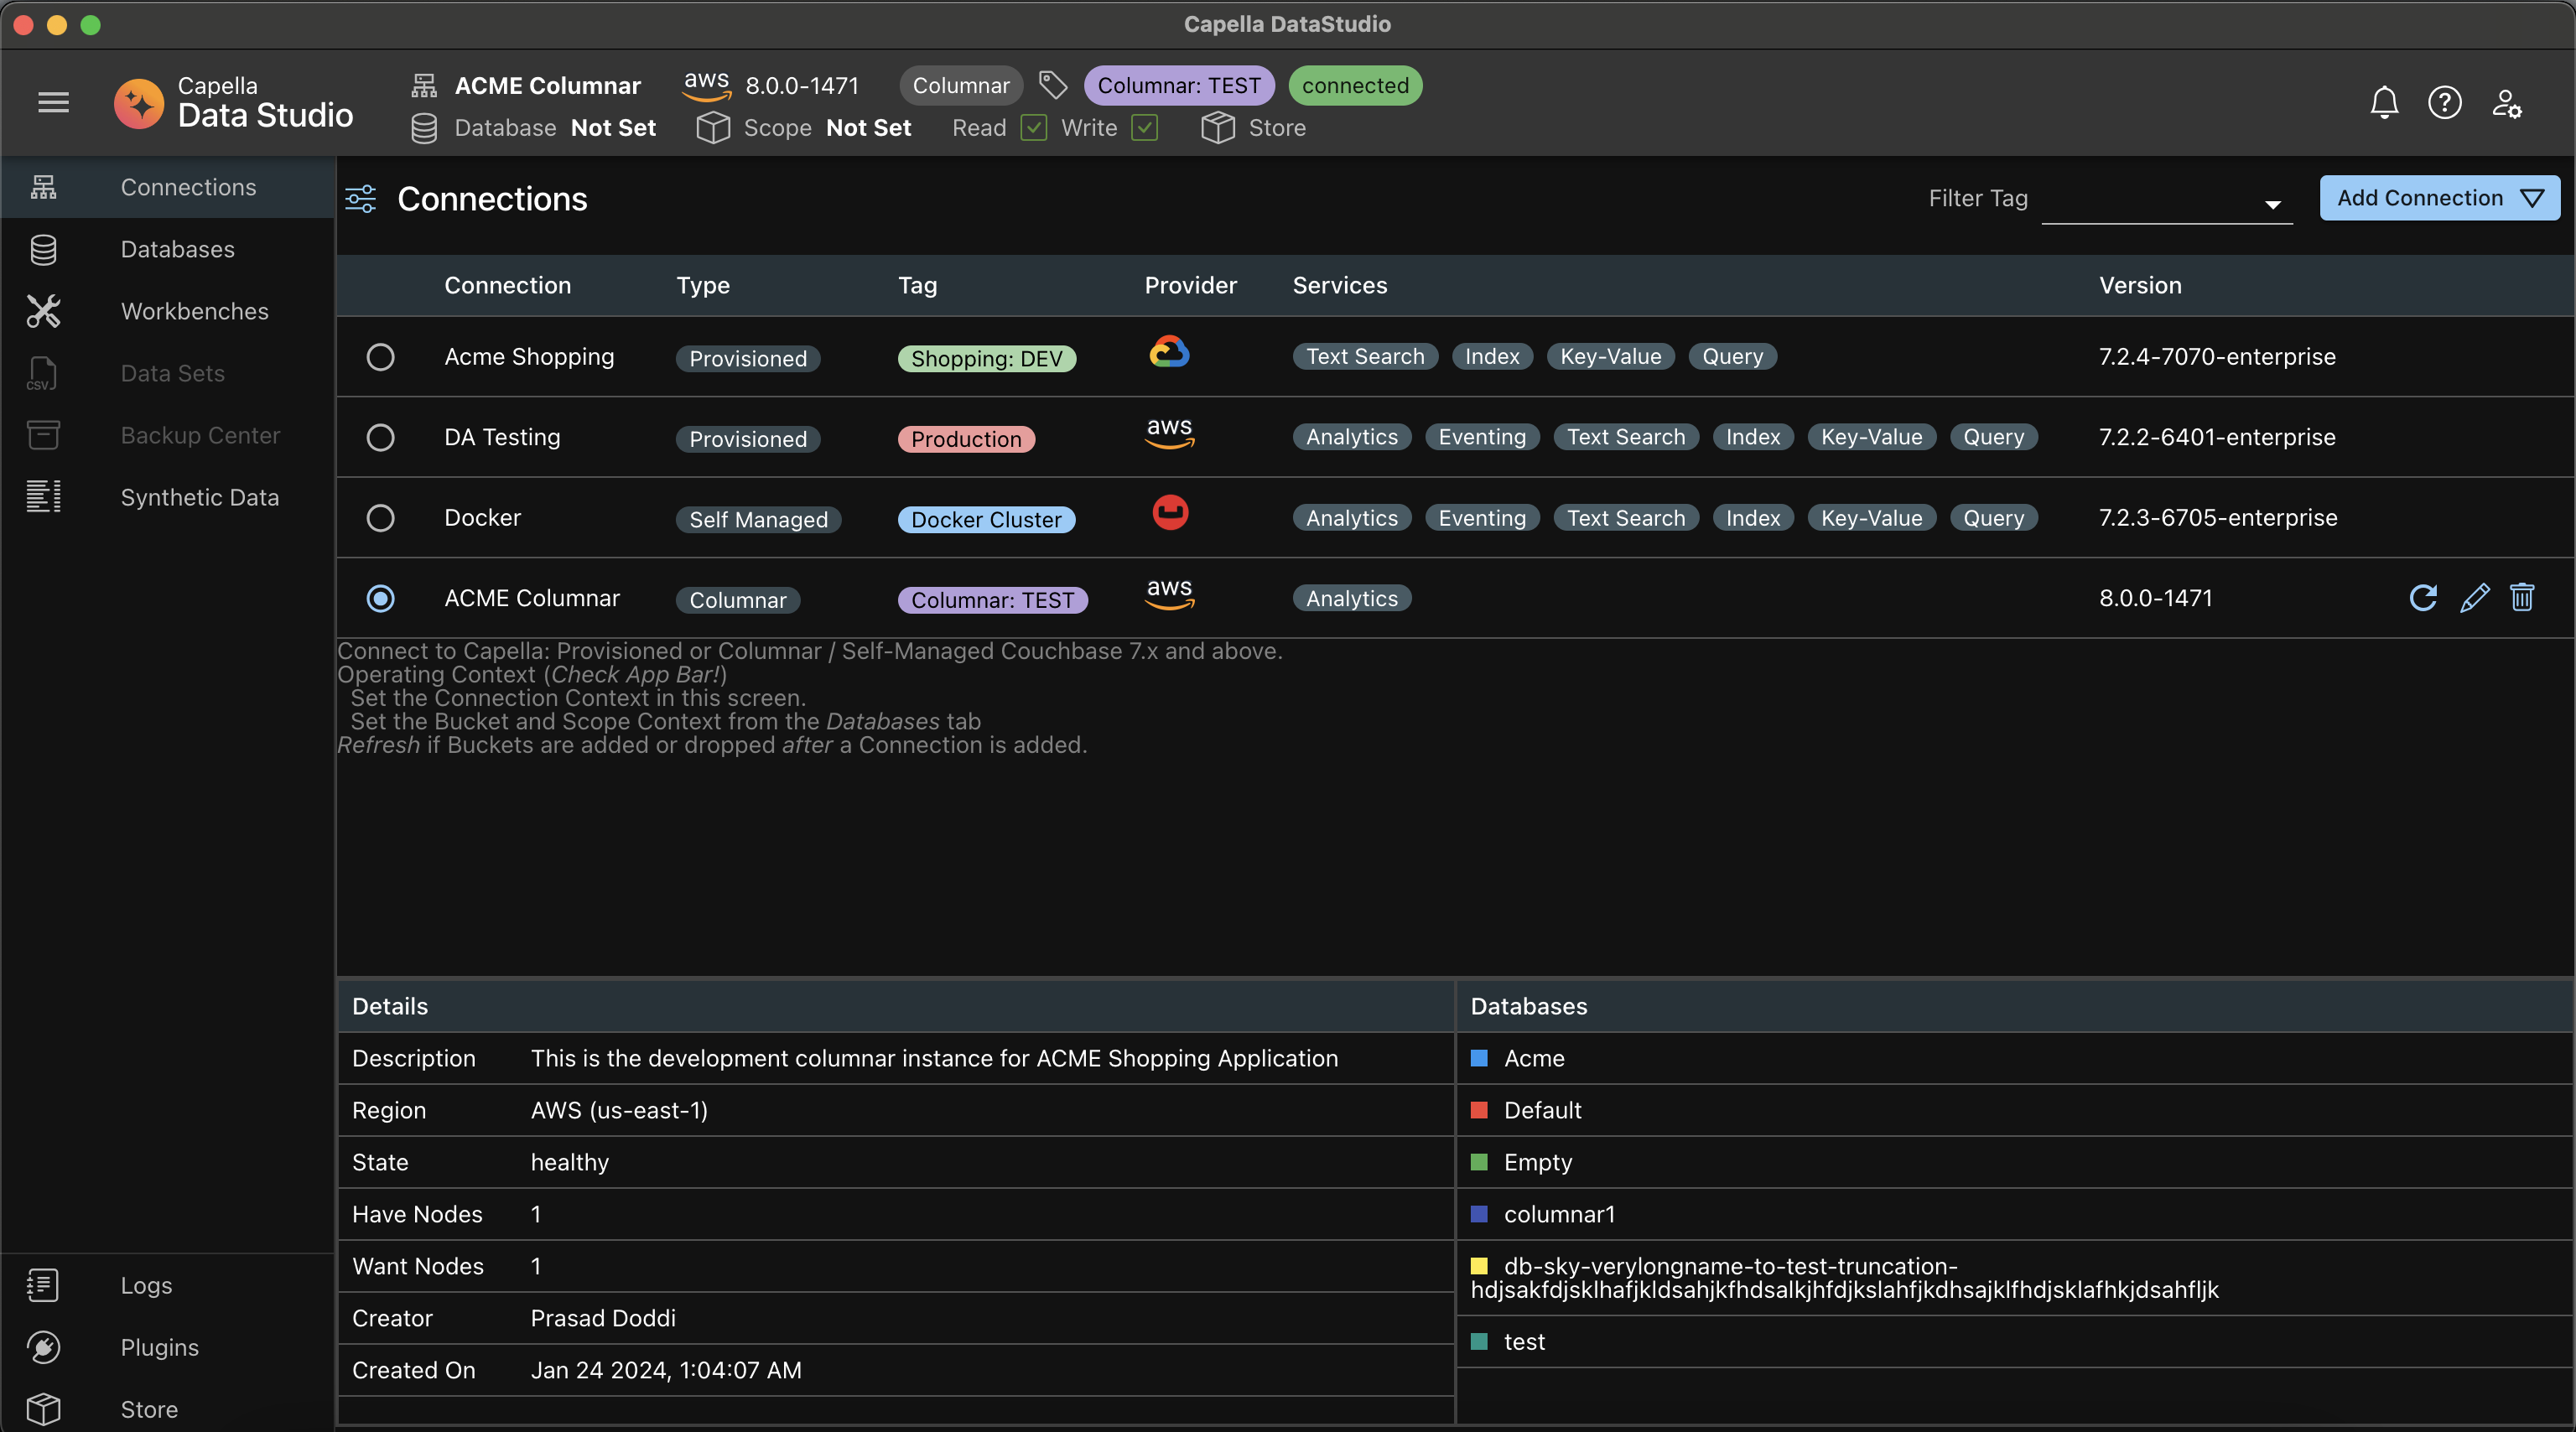 Capella DataStudio
Capella
Data Studio
ACME Columnar aws 8.0.0-1471 Columnar Columnar: TEST connected
Database Not Set Scope Not Set Read Write Store
Connections
Databases
Workbenches
CSV Data Sets
Backup Center
Synthetic Data
Logs
Plugins
Store
Connections Filter Tag Add Connection
Connection Type Tag Provider Services Version
Acme Shopping Provisioned Shopping: DEV Text Search Index Key-Value Query 7.2.4-7070-enterprise
DA Testing Provisioned Production aws Analytics Eventing Text Search Index Key-Value Query 7.2.2-6401-enterprise
Docker Self Managed Docker Cluster Analytics Eventing Text Search Index Key-Value Query 7.2.3-6705-enterprise
ACME Columnar Columnar Columnar: TEST aws Analytics 8.0.0-1471
Connect to Capella: Provisioned or Columnar / Self-Managed Couchbase 7.x and above.
Operating Context (Check App Bar!)
Set the Connection Context in this screen.
Set the Bucket and Scope Context from the Databases tab
Refresh if Buckets are added or dropped after a Connection is added.
Details
Description This is the development columnar instance for ACME Shopping Application
Region AWS (us-east-1)
State healthy
Have Nodes 1
Want Nodes 1
Creator Prasad Doddi
Created On Jan 24 2024, 1:04:07 AM
Databases
Acme
Default
Empty
columnar1
db-sky-verylongname-to-test-truncation-
hdjsakfdjsklhafjkldsahjkfhdsalkjhfdjkslahfjkdhsajklfhdjsklafhkjdsahfljk
test